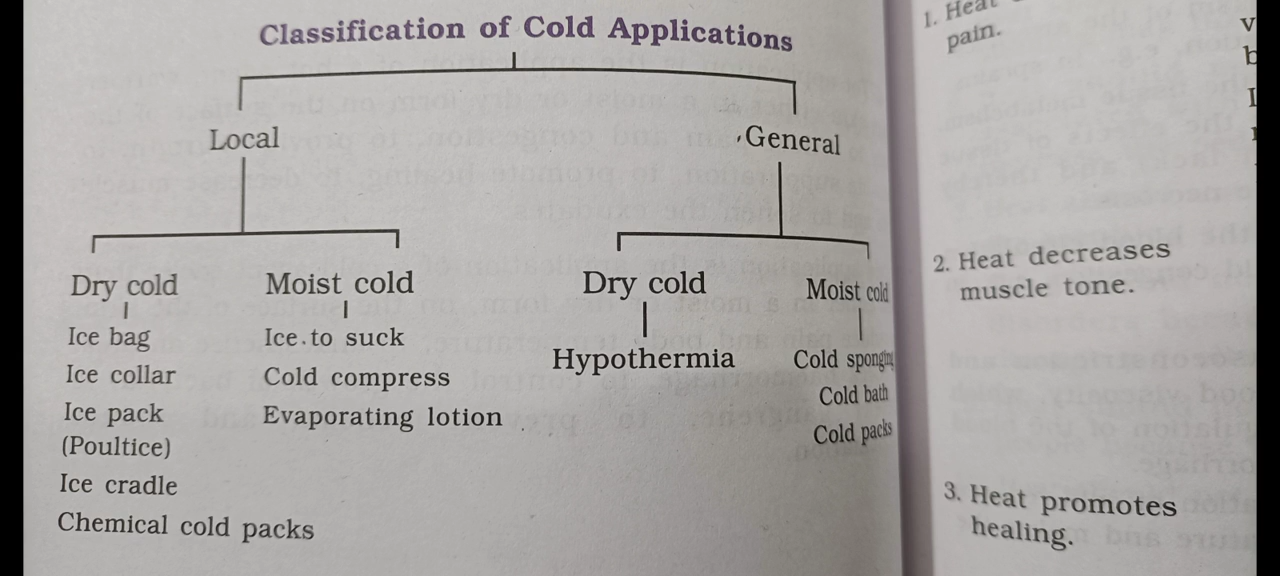 Classification of Cold Applications
Local
General
Dry cold
Ice bag
Ice collar
Ice pack
(Poultice)
Ice cradle
Chemical cold packs
Moist cold
Ice to suck
Cold compress
Evaporating lotion
Dry cold
Hypothermia
Moist cold
Cold sponging
Cold bath
Cold packs
1. Heat
pain.
2. Heat decreases
muscle tone.
3. Heat promotes
healing.